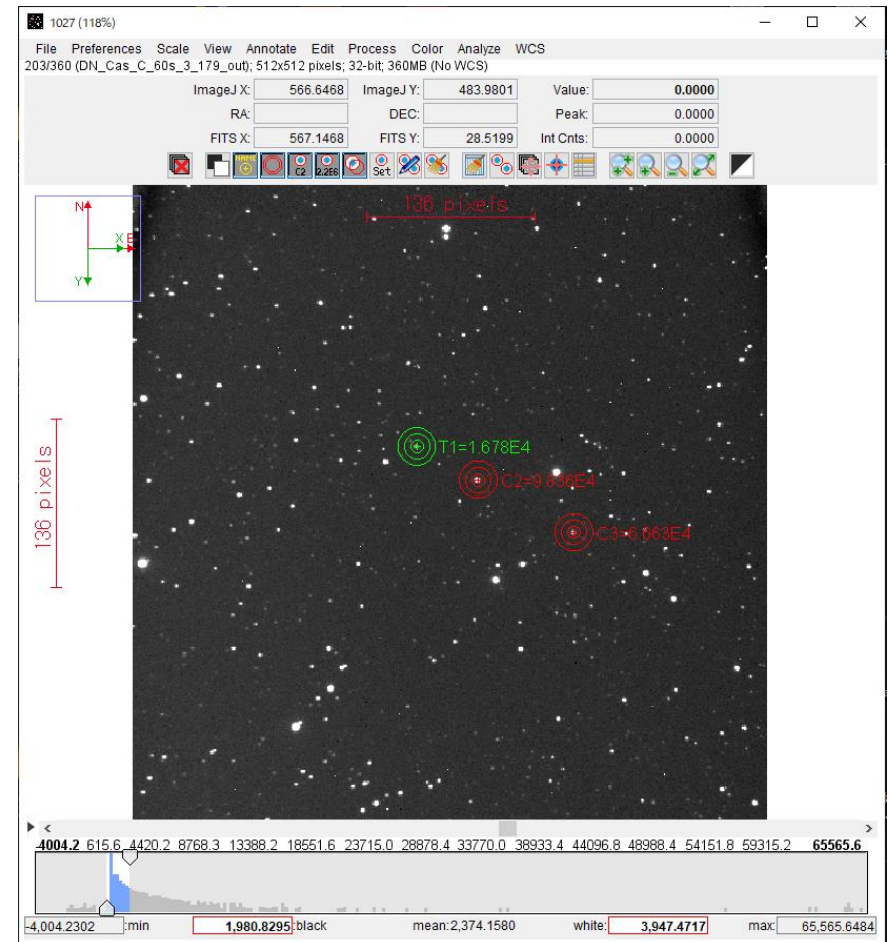 1027 (118%)
File Preferences Scale View Annotate Edit Process Color Analyze WCS
203/360 (DN_Cas_C_60s_3_179_out); 512x512 pixels; 32-bit; 360MB (No WCS)
ImageJ X: 566.6468 ImageJ Y: 483.9801 Value: 0.0000
RA: DEC: Peak: 0.0000
FITS X: 567.1468 FITS Y: 28.5199 Int Cnts: 0.0000
NAME C2 2.2E6 Set
136 pixels
N
X E
Y
136 pixels
T1=1.678E4
C2=9.836E4
C3=6.663E4
-4004.2 615.6 4420.2 8768.3 13388.2 18551.6 23715.0 28878.4 33770.0 38933.4 44096.8 48988.4 54151.8 59315.2 65565.6
-4,004.2302 :min 1,980.8295 :black mean:2,374.1580 white: 3,947.4717 max: 65,565.6484